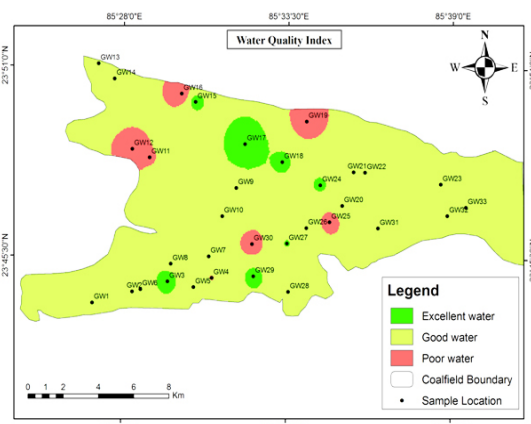 85°28'0"E
85°33'30"E
85°39'0"E
Water Quality Index
N
W
E
S
23°51'0"N
23°45'30"N
GW13
GW14
GW16
GW15
GW19
GW12
GW11
GW17
GW18
GW21
GW22
GW24
GW23
GW9
GW20
GW33
GW10
GW26
GW25
GW32
GW31
GW30
GW27
GW7
GW8
GW4
GW29
GW3
GW2
GW6
GW5
GW28
GW1
Legend
Excellent water
Good water
Poor water
Coalfield Boundary
Sample Location
0 1 2 4 6 8
Km